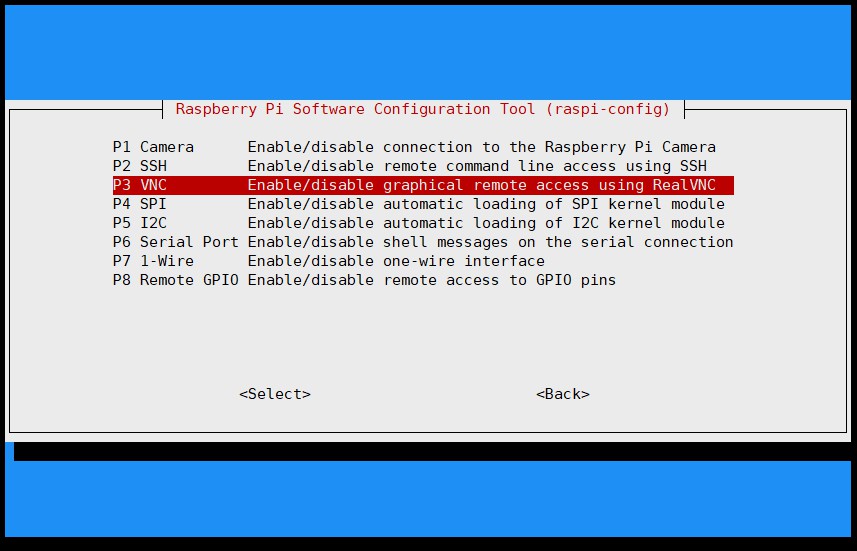 Raspberry Pi Software Configuration Tool (raspi-config)
P1 Camera Enable/disable connection to the Raspberry Pi Camera
P2 SSH Enable/disable remote command line access using SSH
P3 VNC Enable/disable graphical remote access using RealVNC
P4 SPI Enable/disable automatic loading of SPI kernel module
P5 I2C Enable/disable automatic loading of I2C kernel module
P6 Serial Port Enable/disable shell messages on the serial connection
P7 1-Wire Enable/disable one-wire interface
P8 Remote GPIO Enable/disable remote access to GPIO pins
<Select> <Back>